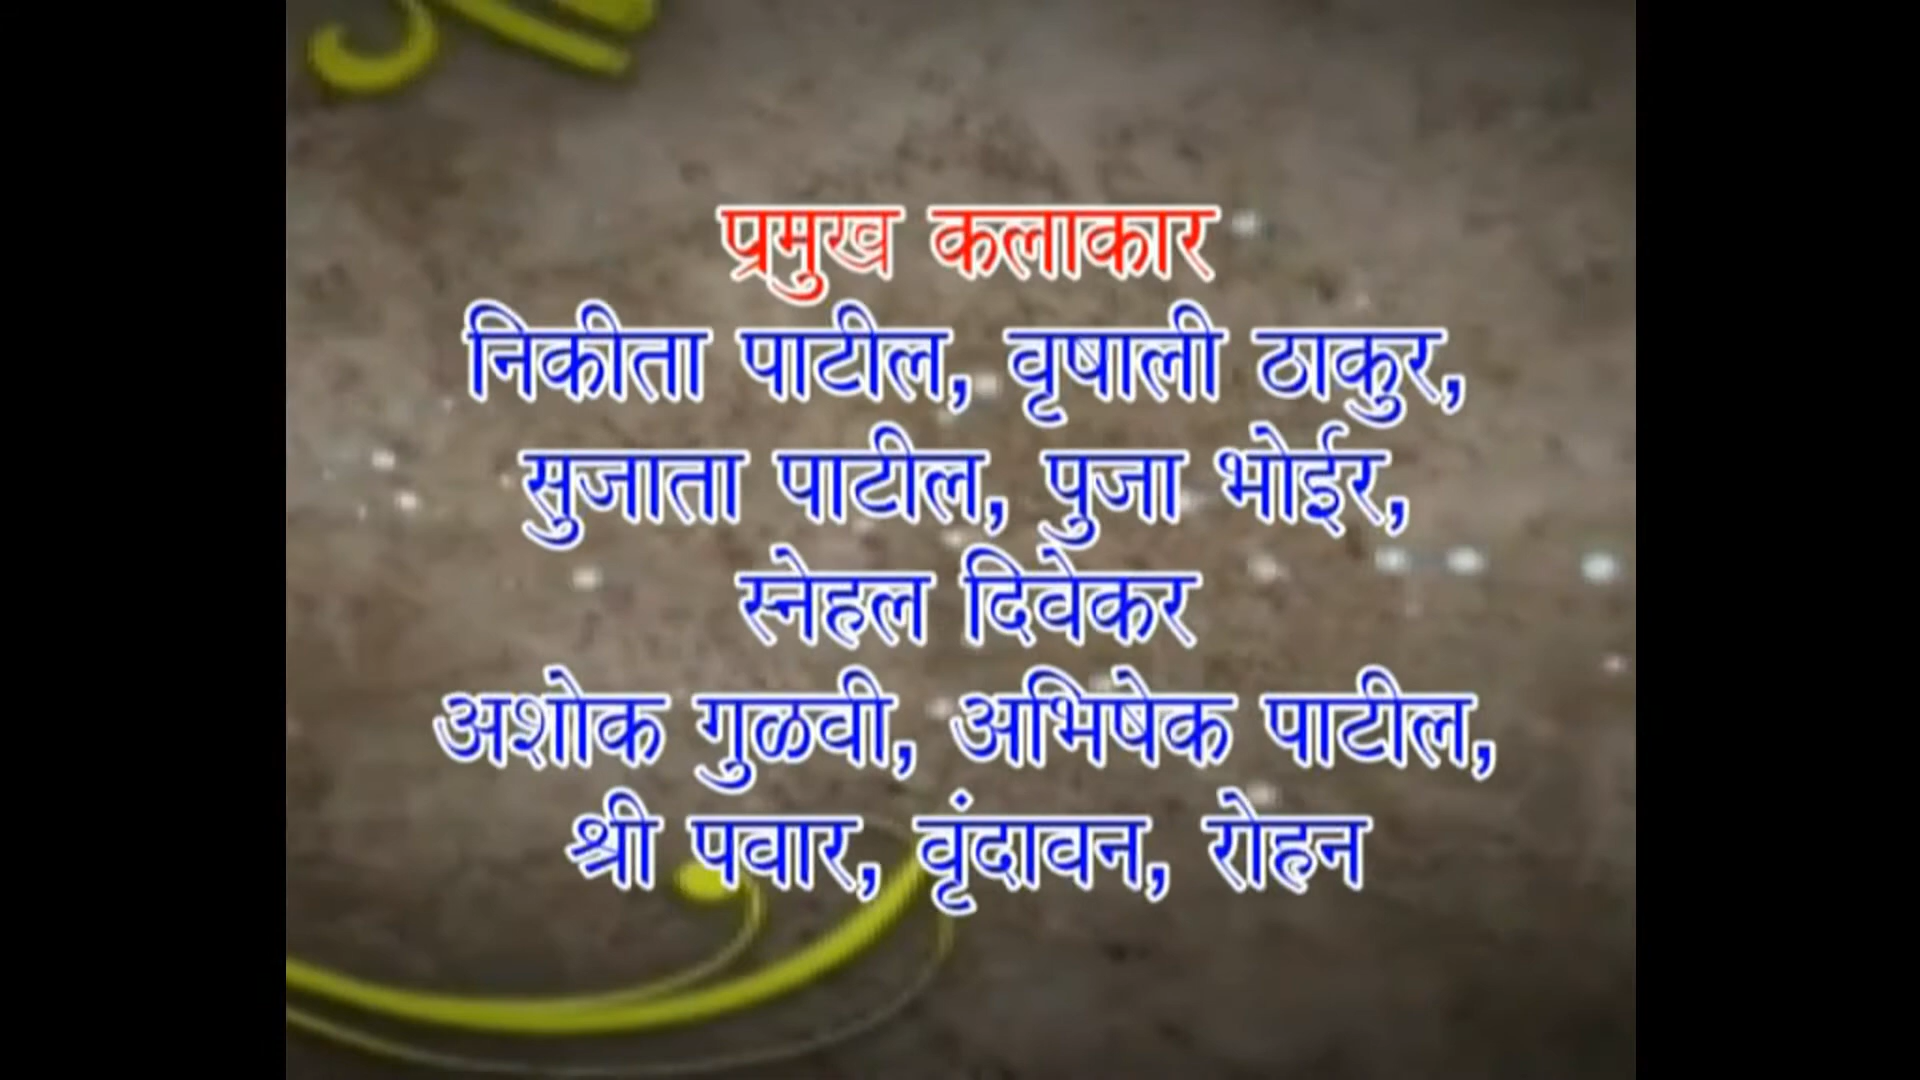 प्रमुख कलाकार
निकीता पाटील, वृषाली ठाकुर,
सुजाता पाटील, पुजा भोईर,
स्नेहल दिवेकर
अशोक गुळवी, अभिषेक पाटील,
श्री पवार, वृंदावन, रोहन